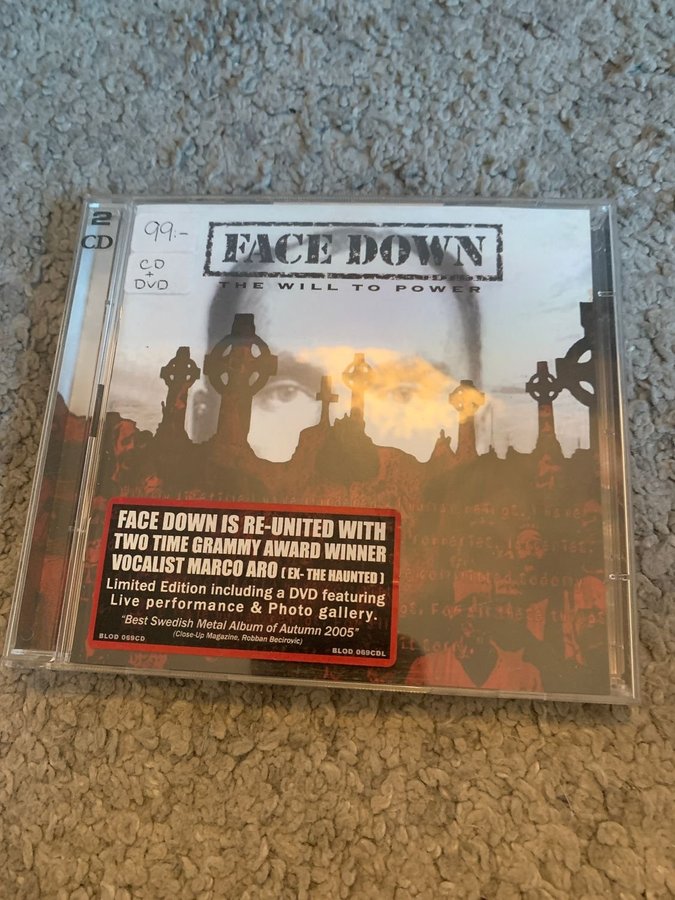 2
CD
99:-
CD
+
DVD
FACE DOWN
THE WILL TO POWER
FACE DOWN IS RE-UNITED WITH
TWO TIME GRAMMY AWARD WINNER
VOCALIST MARCO ARO ( EX- THE HAUNTED )
Limited Edition including a DVD featuring
Live performance & Photo gallery.
"Best Swedish Metal Album of Autumn 2005"
(Close-Up Magazine, Robban Becirovic)
BLOD 069CD
BLOD 069CDL